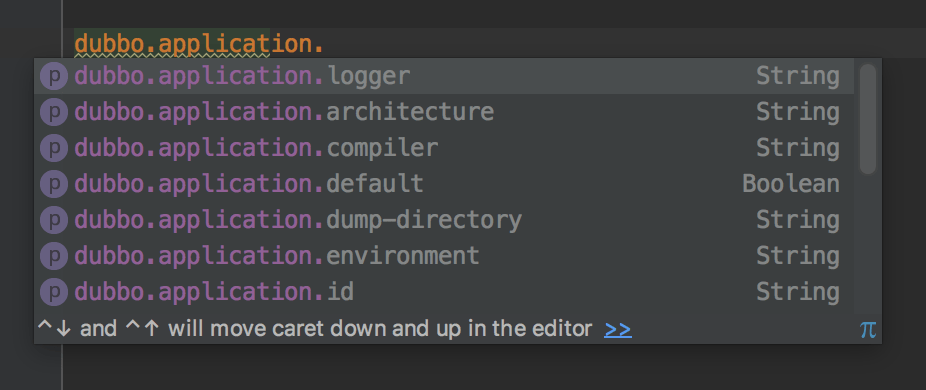 dubbo.application.
p dubbo.application.logger String
p dubbo.application.architecture String
p dubbo.application.compiler String
p dubbo.application.default Boolean
p dubbo.application.dump-directory String
p dubbo.application.environment String
p dubbo.application.id String
^↓ and ^↑ will move caret down and up in the editor >> π